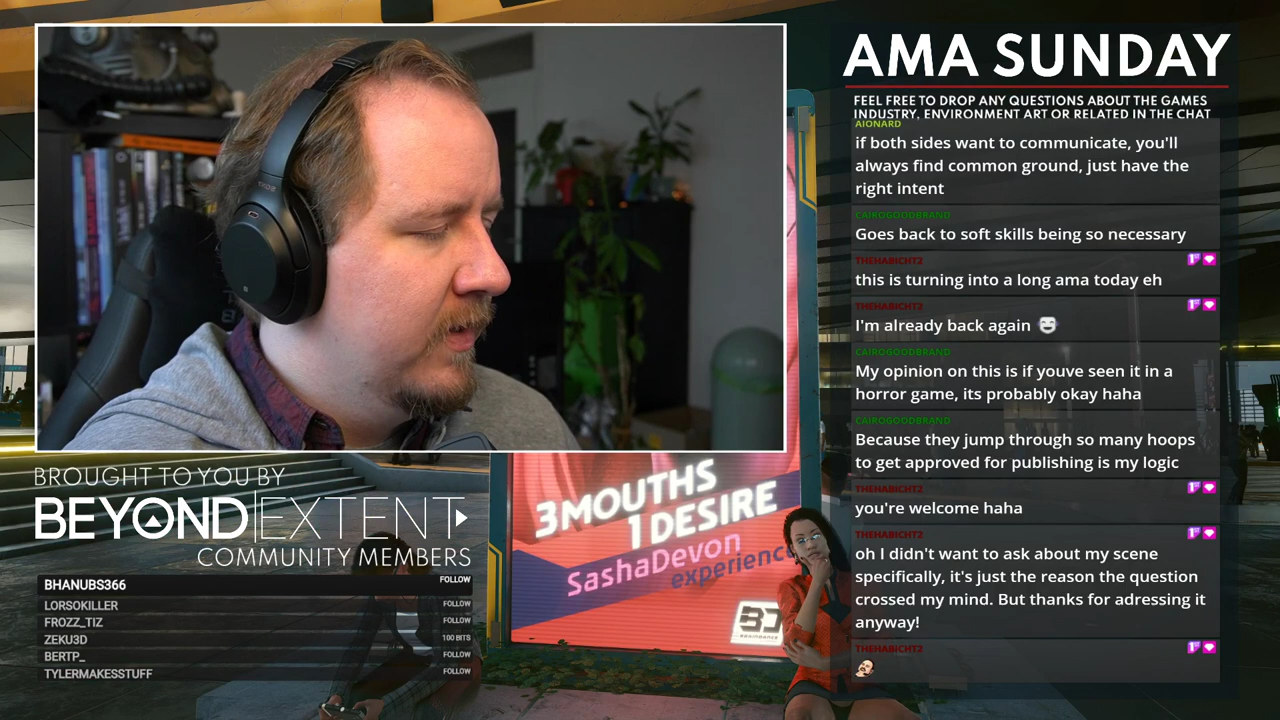 AMA SUNDAY
FEEL FREE TO DROP ANY QUESTIONS ABOUT THE GAMES
INDUSTRY, ENVIRONMENT ART OR RELATED IN THE CHAT
AIONARD
if both sides want to communicate, you'll
always find common ground, just have the
right intent
CAIROGOODBRAND
Goes back to soft skills being so necessary
THEHABICHT2
this is turning into a long ama today eh
THEHABICHT2
I'm already back again
CAIROGOODBRAND
My opinion on this is if youve seen it in a
horror game, its probably okay haha
CAIROGOODBRAND
Because they jump through so many hoops
to get approved for publishing is my logic
THEHABICHT2
you're welcome haha
THEHABICHT2
oh I didn't want to ask about my scene
specifically, it's just the reason the question
crossed my mind. But thanks for adressing it
anyway!
THEHABICHT2
SONY
BROUGHT TO YOU BY
BEYOND|EXTENT
COMMUNITY MEMBERS
BHANUBS366 FOLLOW
LORSOKILLER FOLLOW
FROZZ_TIZ FOLLOW
ZEKU3D 100 BITS
BERTP_ FOLLOW
TYLERMAKESSTUFF FOLLOW
3 MOUTHS
1 DESIRE
SashaDevon
experience
BD
BRAINDANCE